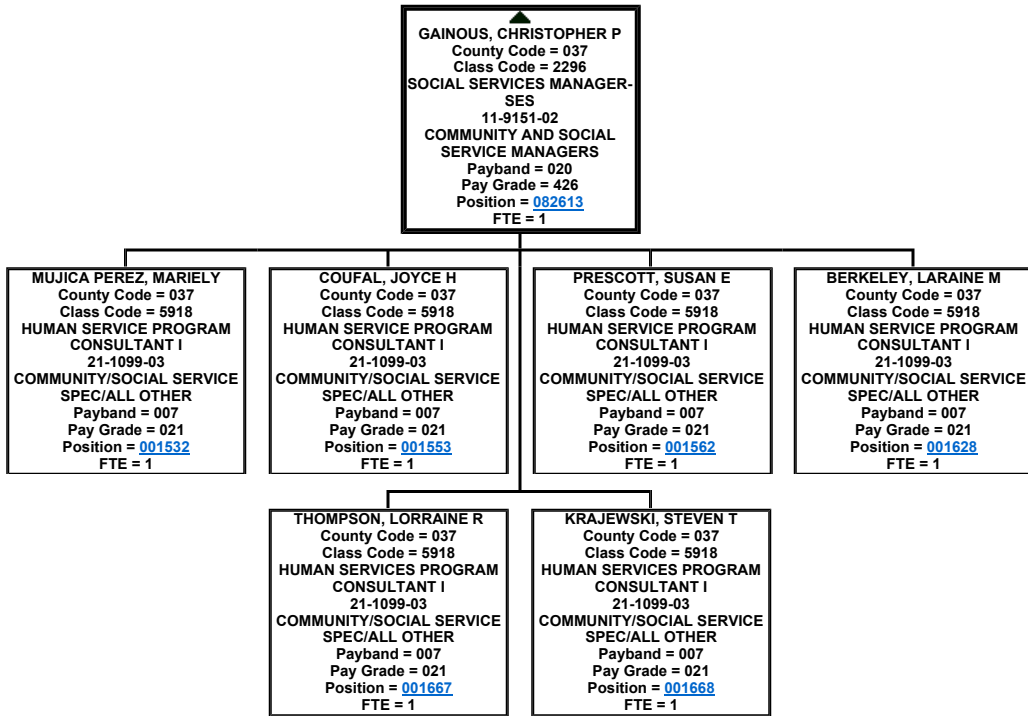 GAINOUS, CHRISTOPHER P
County Code = 037
Class Code = 2296
SOCIAL SERVICES MANAGER-
SES
11-9151-02
COMMUNITY AND SOCIAL
SERVICE MANAGERS
Payband = 020
Pay Grade = 426
Position = 082613
FTE = 1
MUJICA PEREZ, MARIELY
County Code = 037
Class Code = 5918
HUMAN SERVICE PROGRAM
CONSULTANT I
21-1099-03
COMMUNITY/SOCIAL SERVICE
SPEC/ALL OTHER
Payband = 007
Pay Grade = 021
Position = 001532
FTE = 1
COUFAL, JOYCE H
County Code = 037
Class Code = 5918
HUMAN SERVICE PROGRAM
CONSULTANT I
21-1099-03
COMMUNITY/SOCIAL SERVICE
SPEC/ALL OTHER
Payband = 007
Pay Grade = 021
Position = 001553
FTE = 1
PRESCOTT, SUSAN E
County Code = 037
Class Code = 5918
HUMAN SERVICE PROGRAM
CONSULTANT I
21-1099-03
COMMUNITY/SOCIAL SERVICE
SPEC/ALL OTHER
Payband = 007
Pay Grade = 021
Position = 001562
FTE = 1
BERKELEY, LARAINE M
County Code = 037
Class Code = 5918
HUMAN SERVICE PROGRAM
CONSULTANT I
21-1099-03
COMMUNITY/SOCIAL SERVICE
SPEC/ALL OTHER
Payband = 007
Pay Grade = 021
Position = 001628
FTE = 1
THOMPSON, LORRAINE R
County Code = 037
Class Code = 5918
HUMAN SERVICES PROGRAM
CONSULTANT I
21-1099-03
COMMUNITY/SOCIAL SERVICE
SPEC/ALL OTHER
Payband = 007
Pay Grade = 021
Position = 001667
FTE = 1
KRAJEWSKI, STEVEN T
County Code = 037
Class Code = 5918
HUMAN SERVICES PROGRAM
CONSULTANT I
21-1099-03
COMMUNITY/SOCIAL SERVICE
SPEC/ALL OTHER
Payband = 007
Pay Grade = 021
Position = 001668
FTE = 1